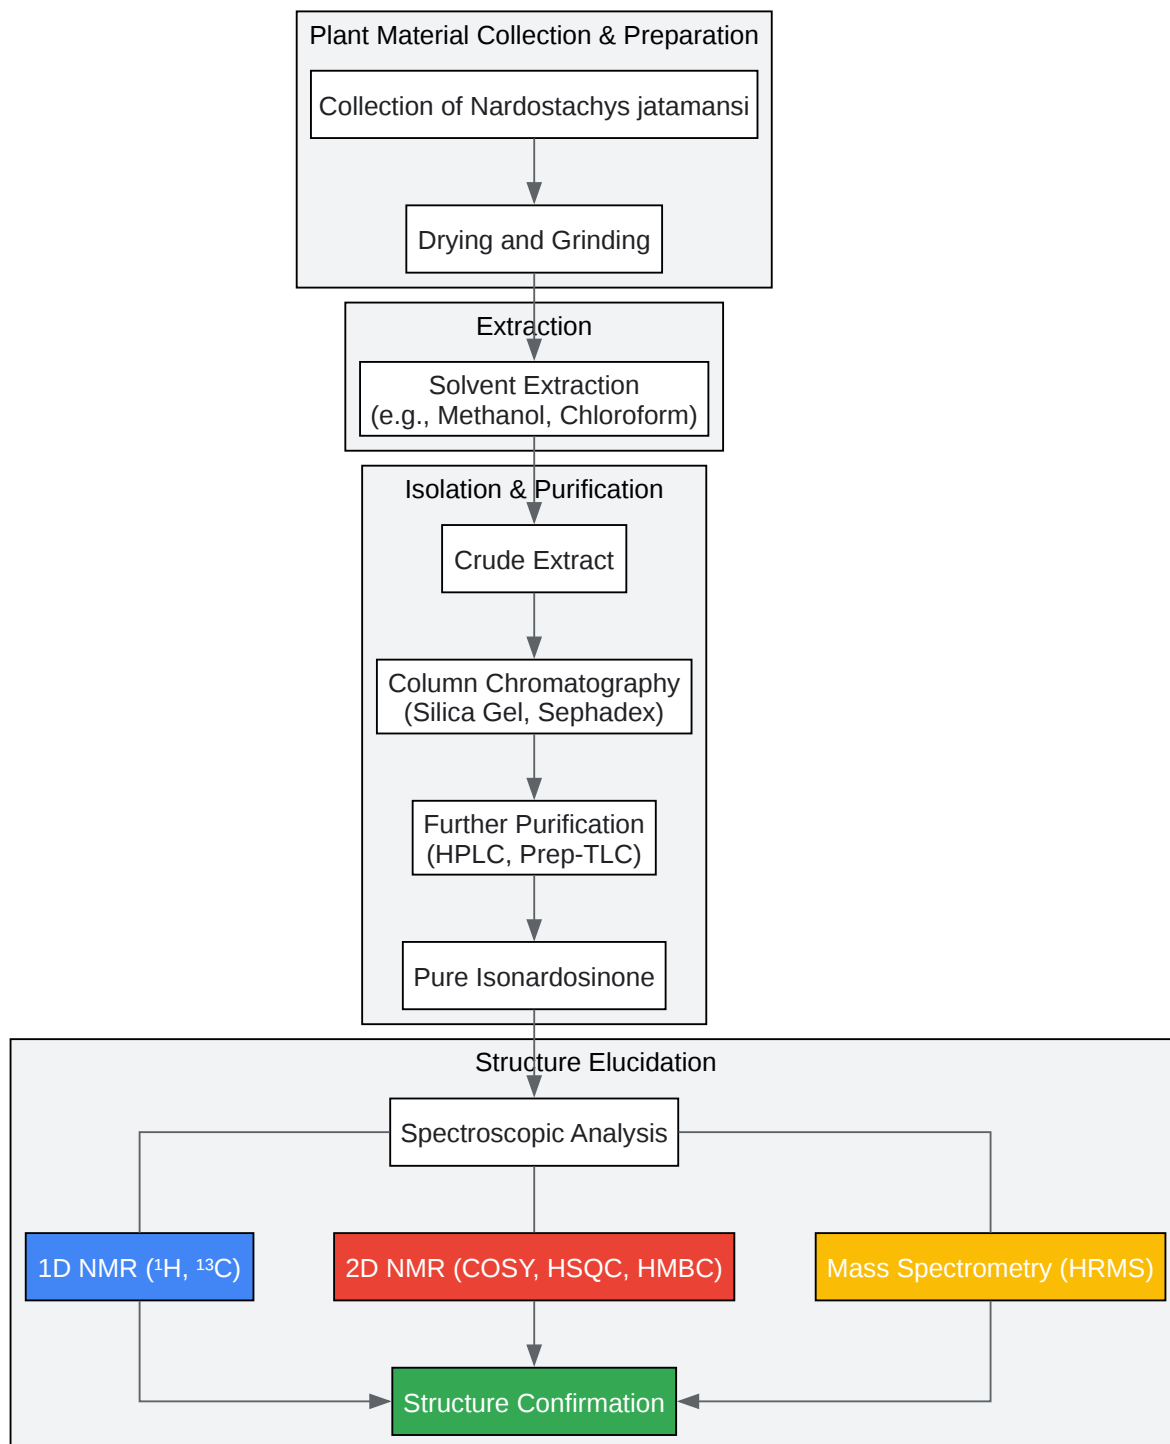 Plant Material Collection & Preparation
Collection of Nardostachys jatamansi
Drying and Grinding
Extraction
Solvent Extraction
(e.g., Methanol, Chloroform)
Isolation & Purification
Crude Extract
Column Chromatography
(Silica Gel, Sephadex)
Further Purification
(HPLC, Prep-TLC)
Pure Isonardosinone
Structure Elucidation
Spectroscopic Analysis
1D NMR (¹H, ¹³C)
2D NMR (COSY, HSQC, HMBC)
Mass Spectrometry (HRMS)
Structure Confirmation